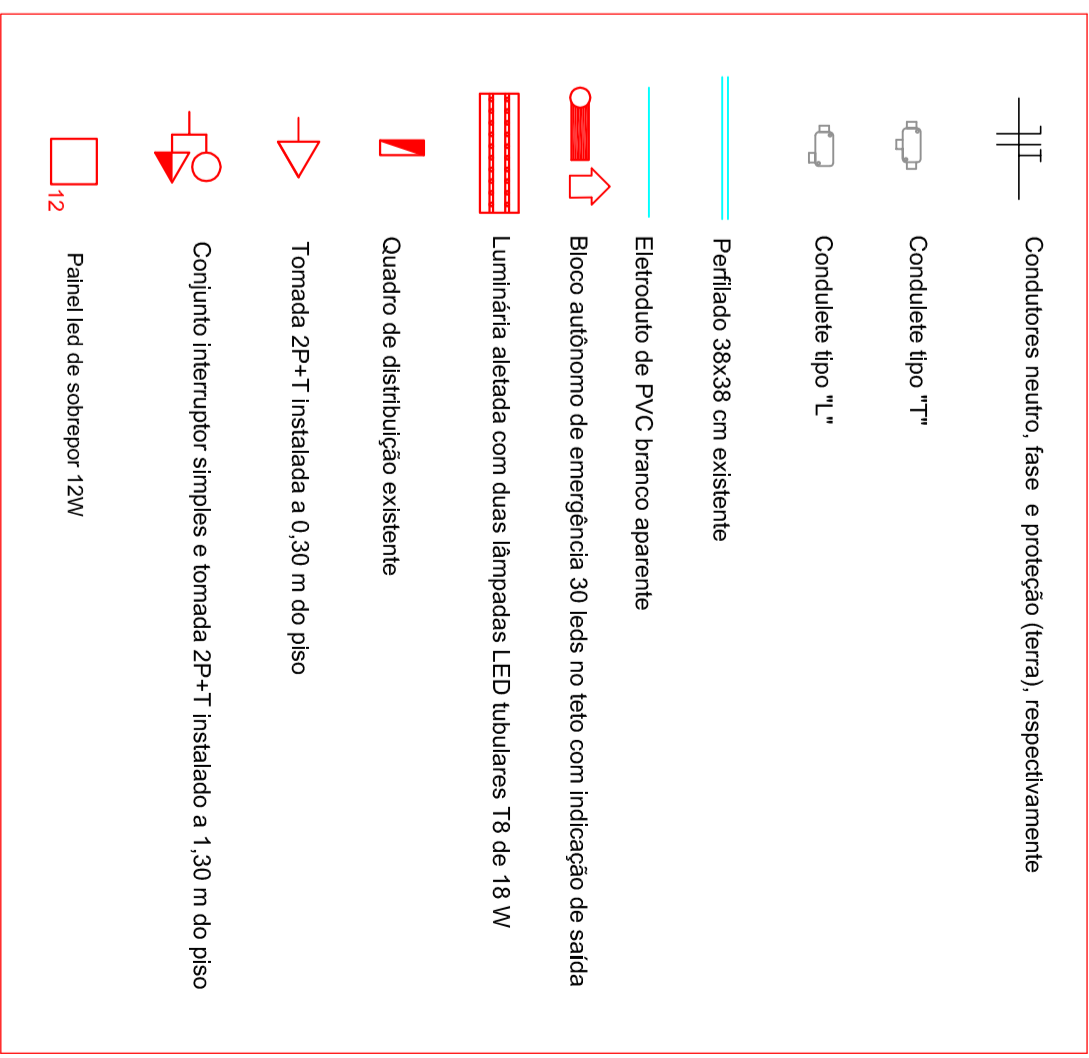 Condutores neutro, fase e proteção (terra), respectivamente
Condulete tipo "T"
Condulete tipo "L"
Perfilado 38x38 cm existente
Eletroduto de PVC branco aparente
Bloco autônomo de emergência 30 leds no teto com indicação de saída
Luminária aletada com duas lâmpadas LED tubulares T8 de 18 W
Quadro de distribuição existente
Tomada 2P+T instalada a 0,30 m do piso
Conjunto interruptor simples e tomada 2P+T instalado a 1,30 m do piso
12 Painel led de sobrepor 12W